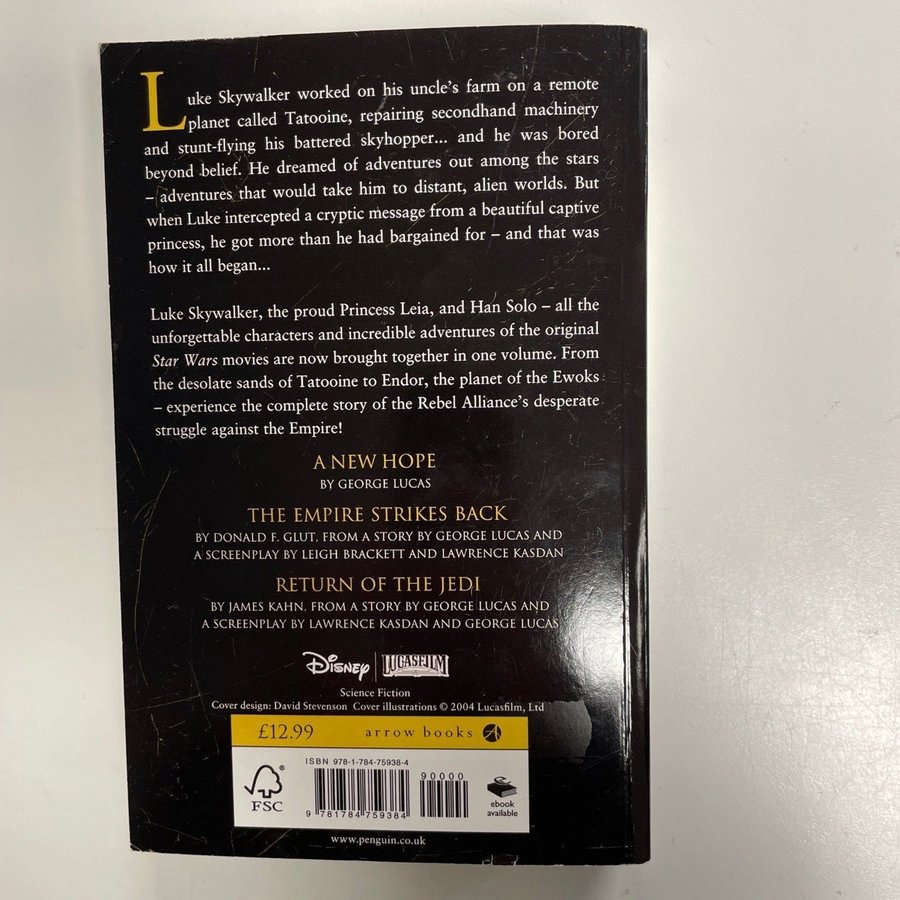 Luke Skywalker worked on his uncle's farm on a remote
planet called Tatooine, repairing secondhand machinery
and stunt-flying his battered skyhopper... and he was bored
beyond belief. He dreamed of adventures out among the stars
– adventures that would take him to distant, alien worlds. But
when Luke intercepted a cryptic message from a beautiful captive
princess, he got more than he had bargained for – and that was
how it all began...
Luke Skywalker, the proud Princess Leia, and Han Solo – all the
unforgettable characters and incredible adventures of the original
Star Wars movies are now brought together in one volume. From
the desolate sands of Tatooine to Endor, the planet of the Ewoks
– experience the complete story of the Rebel Alliance's desperate
struggle against the Empire!
A NEW HOPE
BY GEORGE LUCAS
THE EMPIRE STRIKES BACK
BY DONALD F. GLUT, FROM A STORY BY GEORGE LUCAS AND
A SCREENPLAY BY LEIGH BRACKETT AND LAWRENCE KASDAN
RETURN OF THE JEDI
BY JAMES KAHN, FROM A STORY BY GEORGE LUCAS AND
A SCREENPLAY BY LAWRENCE KASDAN AND GEORGE LUCAS
Disney | LUCASFILM
Science Fiction
Cover design: David Stevenson Cover illustrations © 2004 Lucasfilm, Ltd
£12.99 arrow books
ISBN 978-1-784-75938-4
90000
FSC
9 781784 759384
ebook
available
www.penguin.co.uk